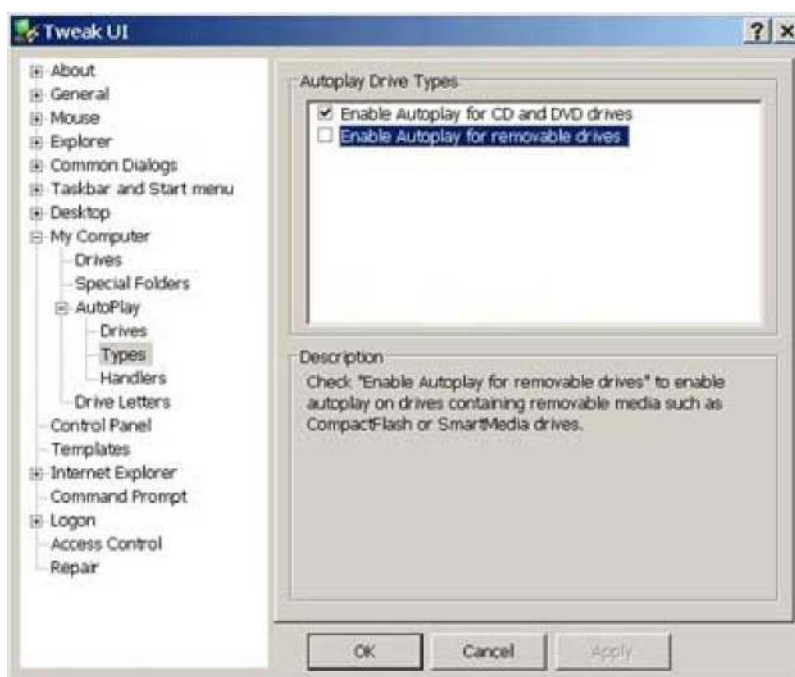 Tweak UI
About
General
Mouse
Explorer
Common Dialogs
Taskbar and Start menu
Desktop
My Computer
Drives
Special Folders
AutoPlay
Drives
Types
Handlers
Drive Letters
Control Panel
Templates
Internet Explorer
Command Prompt
Logon
Access Control
Repair
Autoplay Drive Types
Enable Autoplay for CD and DVD drives
Enable Autoplay for removable drives
Description
Check "Enable Autoplay for removable drives" to enable
autoplay on drives containing removable media such as
CompactFlash or SmartMedia drives.
OK
Cancel
Apply